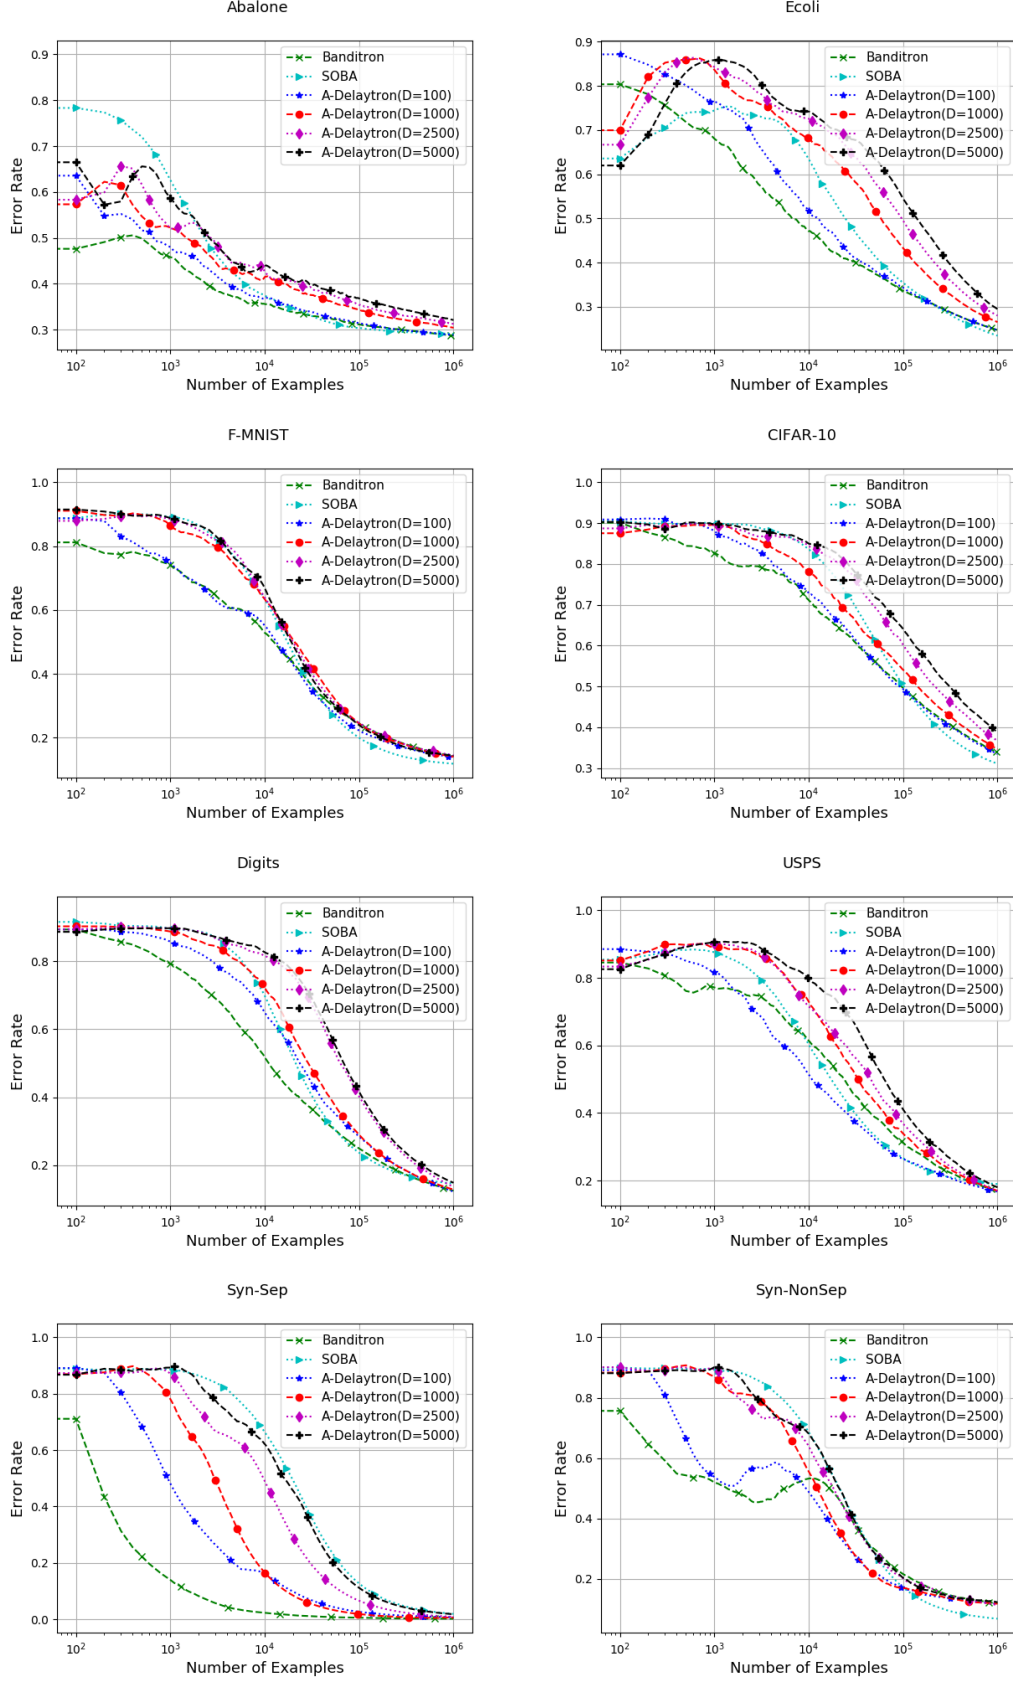 Abalone
Error Rate
0.9
0.8
0.7
0.6
0.5
0.4
0.3
Banditron
SOBA
A-Delaytron(D=100)
A-Delaytron(D=1000)
A-Delaytron(D=2500)
A-Delaytron(D=5000)
10² 10³ 10⁴ 10⁵ 10⁶
Number of Examples
Ecoli
Error Rate
0.9
0.8
0.7
0.6
0.5
0.4
0.3
Banditron
SOBA
A-Delaytron(D=100)
A-Delaytron(D=1000)
A-Delaytron(D=2500)
A-Delaytron(D=5000)
10² 10³ 10⁴ 10⁵ 10⁶
Number of Examples
F-MNIST
Error Rate
1.0
0.8
0.6
0.4
0.2
Banditron
SOBA
A-Delaytron(D=100)
A-Delaytron(D=1000)
A-Delaytron(D=2500)
A-Delaytron(D=5000)
10² 10³ 10⁴ 10⁵ 10⁶
Number of Examples
CIFAR-10
Error Rate
1.0
0.9
0.8
0.7
0.6
0.5
0.4
0.3
Banditron
SOBA
A-Delaytron(D=100)
A-Delaytron(D=1000)
A-Delaytron(D=2500)
A-Delaytron(D=5000)
10² 10³ 10⁴ 10⁵ 10⁶
Number of Examples
Digits
Error Rate
0.8
0.6
0.4
0.2
Banditron
SOBA
A-Delaytron(D=100)
A-Delaytron(D=1000)
A-Delaytron(D=2500)
A-Delaytron(D=5000)
10² 10³ 10⁴ 10⁵ 10⁶
Number of Examples
USPS
Error Rate
1.0
0.8
0.6
0.4
0.2
Banditron
SOBA
A-Delaytron(D=100)
A-Delaytron(D=1000)
A-Delaytron(D=2500)
A-Delaytron(D=5000)
10² 10³ 10⁴ 10⁵ 10⁶
Number of Examples
Syn-Sep
Error Rate
1.0
0.8
0.6
0.4
0.2
0.0
Banditron
SOBA
A-Delaytron(D=100)
A-Delaytron(D=1000)
A-Delaytron(D=2500)
A-Delaytron(D=5000)
10² 10³ 10⁴ 10⁵ 10⁶
Number of Examples
Syn-NonSep
Error Rate
1.0
0.8
0.6
0.4
0.2
Banditron
SOBA
A-Delaytron(D=100)
A-Delaytron(D=1000)
A-Delaytron(D=2500)
A-Delaytron(D=5000)
10² 10³ 10⁴ 10⁵ 10⁶
Number of Examples